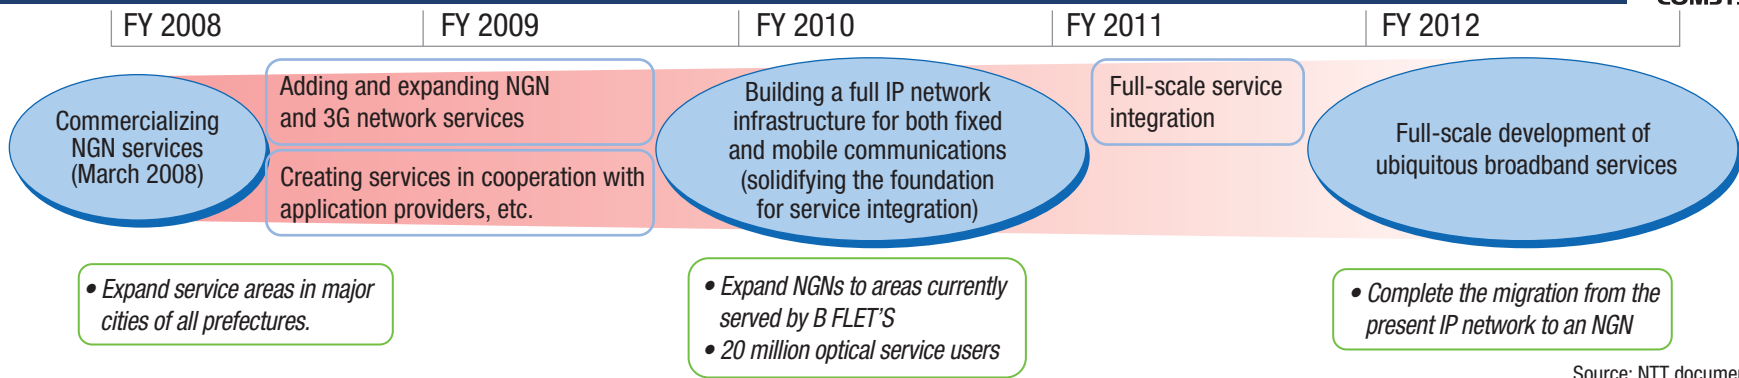 FY 2008
FY 2009
FY 2010
FY 2011
FY 2012
Commercializing
NGN services
(March 2008)
Adding and expanding NGN
and 3G network services
Creating services in cooperation with
application providers, etc.
Building a full IP network
infrastructure for both fixed
and mobile communications
(solidifying the foundation
for service integration)
Full-scale service
integration
Full-scale development of
ubiquitous broadband services
• Expand service areas in major
cities of all prefectures.
• Expand NGNs to areas currently
served by B FLET'S
• 20 million optical service users
• Complete the migration from the
present IP network to an NGN
Source: NTT